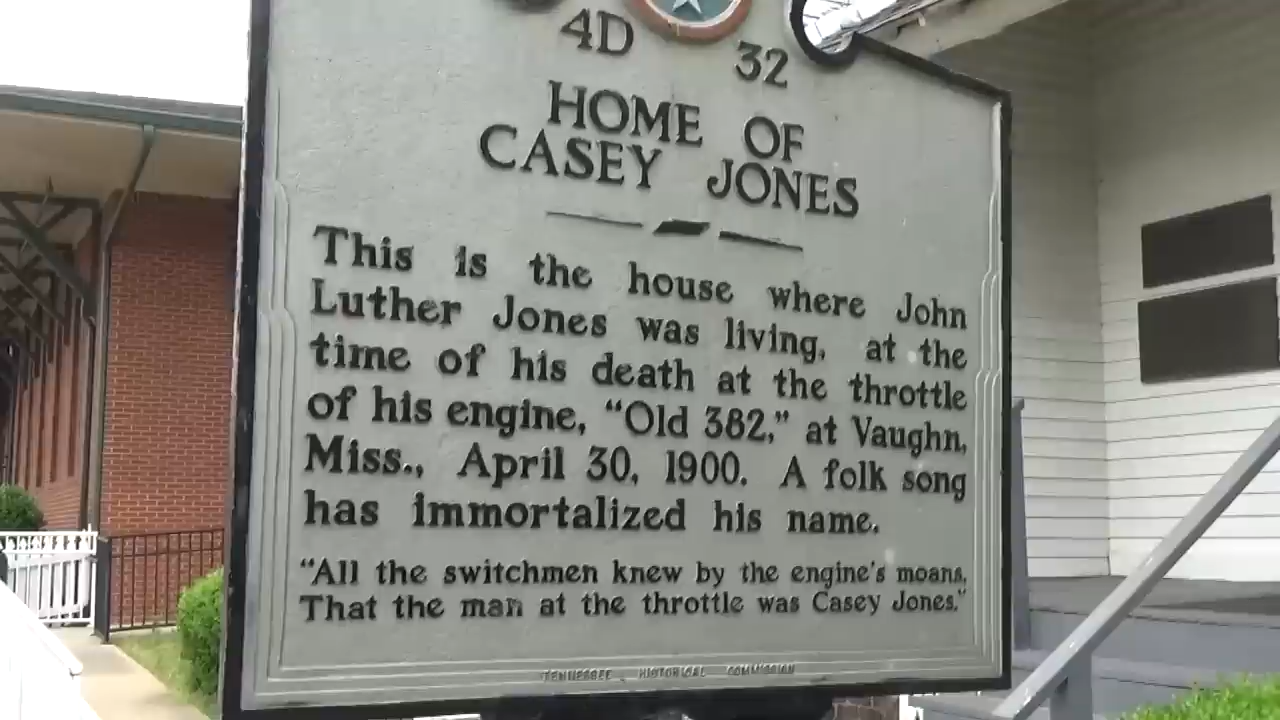 4D 32
HOME OF
CASEY JONES
This is the house where John
Luther Jones was living, at the
time of his death at the throttle
of his engine, “Old 382,” at Vaughn,
Miss., April 30, 1900. A folk song
has immortalized his name.
“All the switchmen knew by the engine's moans,
That the man at the throttle was Casey Jones.”
TENNESSEE HISTORICAL COMMISSION